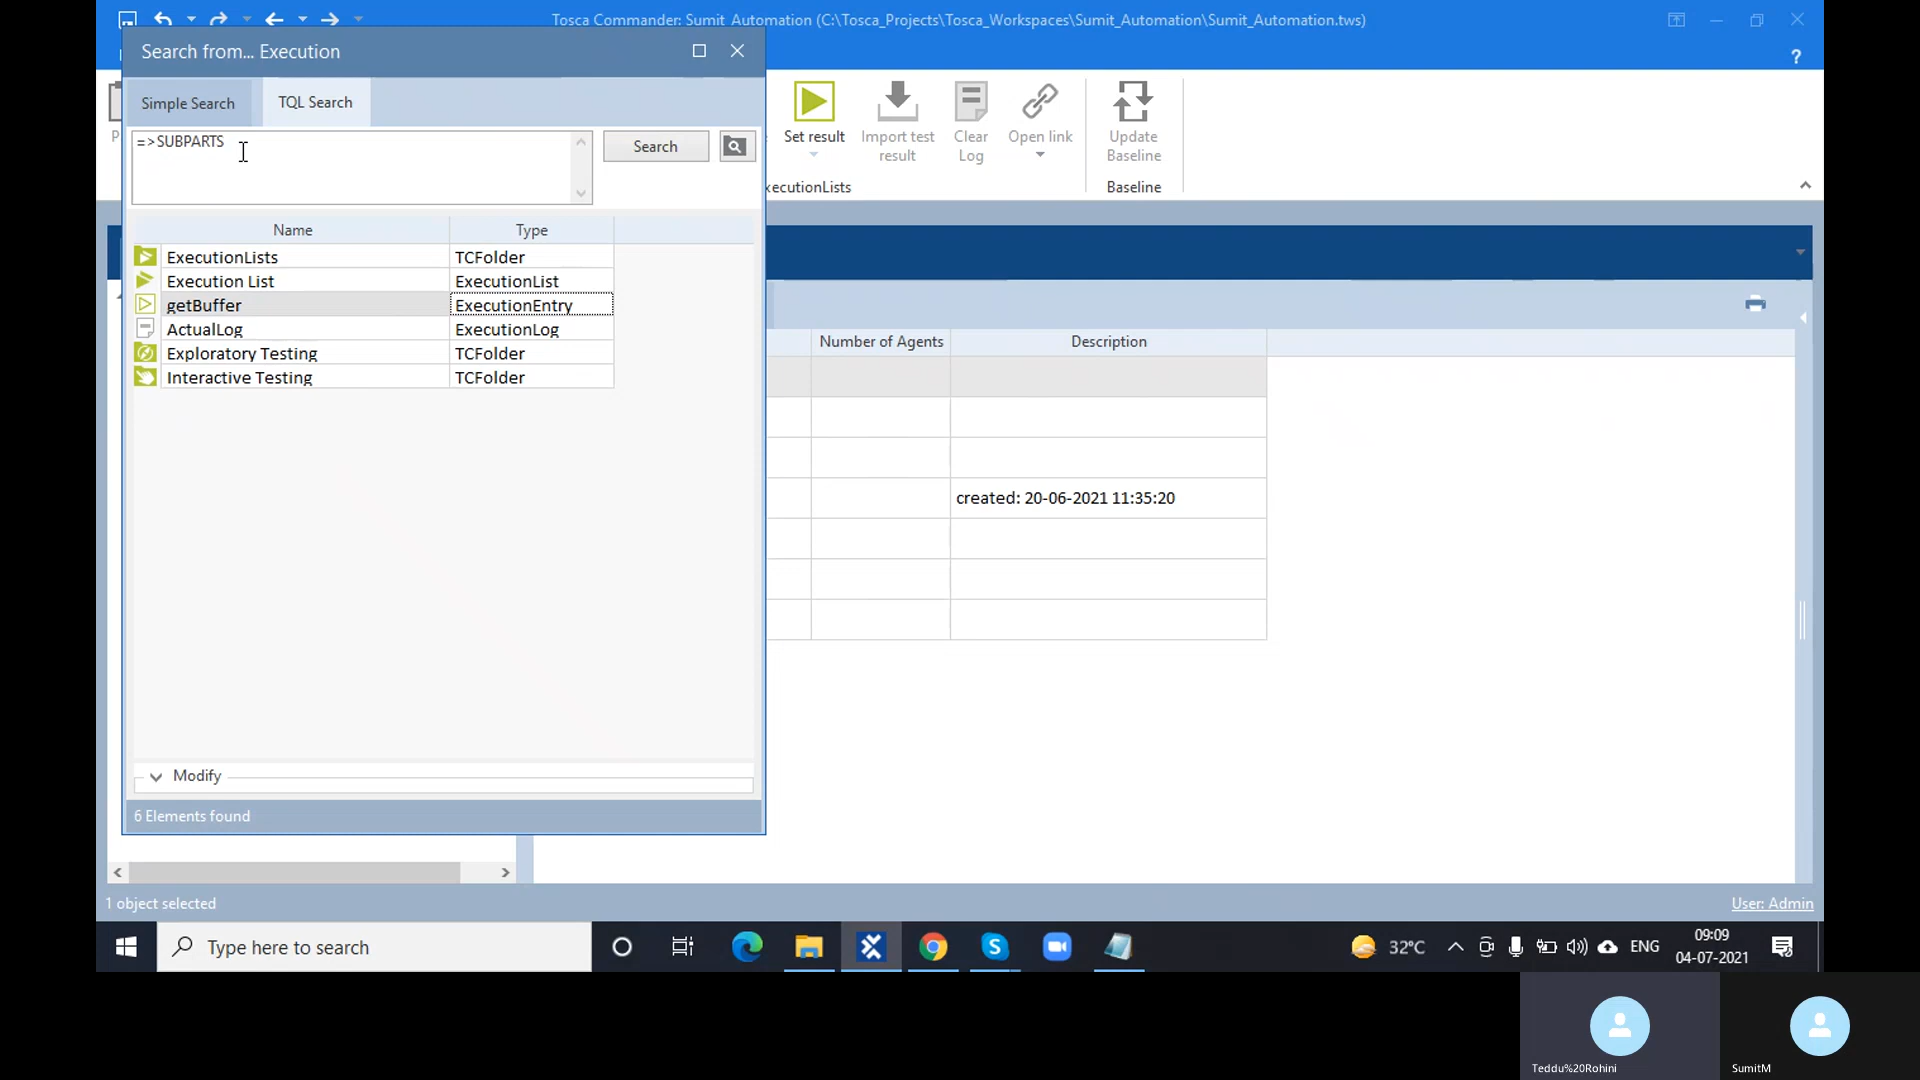 Tosca Commander: Sumit_Automation (C:\Tosca_Projects\Tosca_Workspaces\Sumit_Automation\Sumit_Automation.tws)
Search from... Execution
?
Simple Search
TQL Search
=>SUBPARTS
Search
Set result
Import test result
Clear Log
Open link
Update Baseline
P
xecutionLists
Baseline
Name
Type
ExecutionLists
TCFolder
Execution List
ExecutionList
getBuffer
ExecutionEntry
ActualLog
ExecutionLog
Exploratory Testing
TCFolder
Interactive Testing
TCFolder
Number of Agents
Description
created: 20-06-2021 11:35:20
Modify
6 Elements found
1 object selected
User: Admin
Type here to search
32°C
ENG
09:09
04-07-2021
Teddu%20Rohini
SumitM